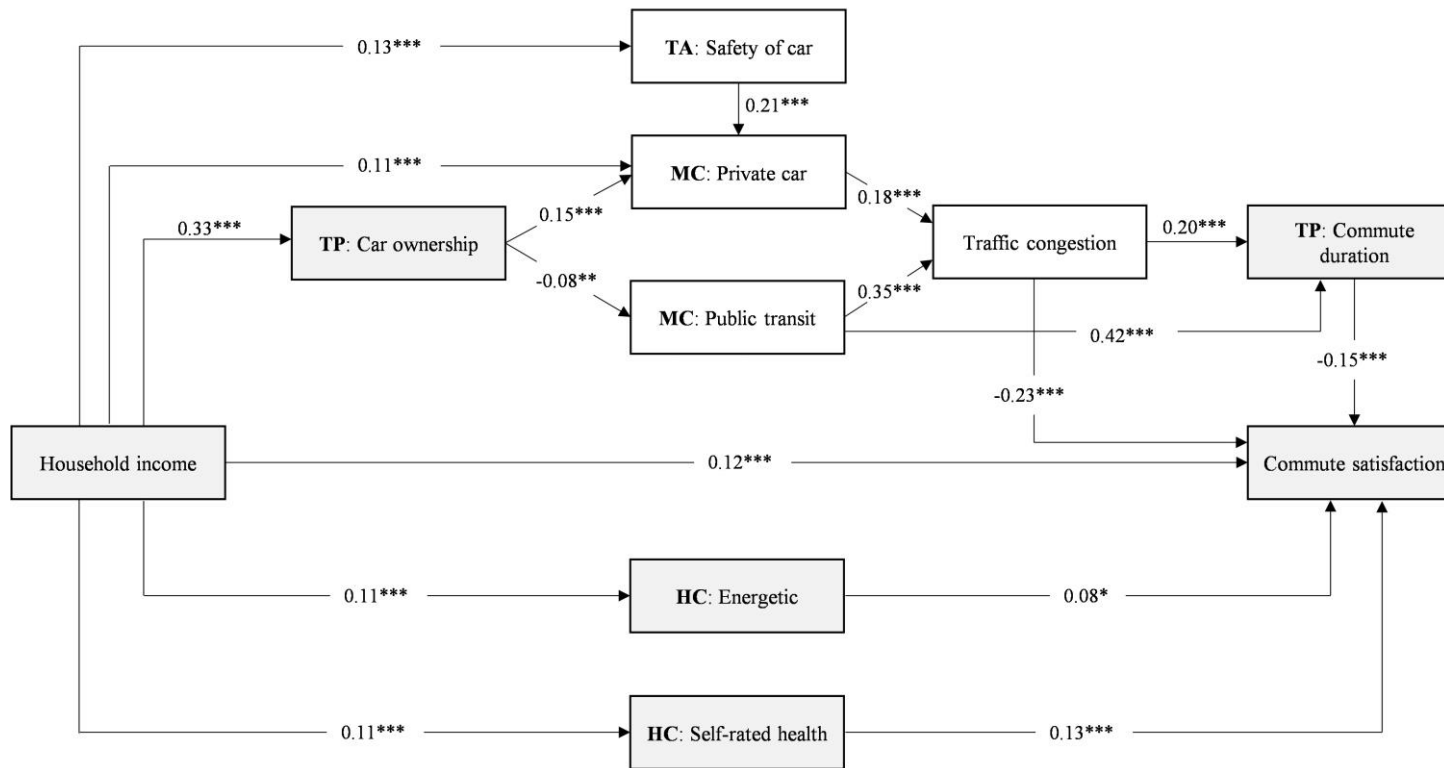 0.13***
TA: Safety of car
0.21***
0.11***
MC: Private car
0.18***
0.33***
TP: Car ownership
0.15***
-0.08**
Traffic congestion
0.20***
TP: Commute
duration
MC: Public transit
0.35***
0.42***
-0.15***
-0.23***
Household income
0.12***
Commute satisfaction
0.11***
HC: Energetic
0.08*
0.11***
HC: Self-rated health
0.13***